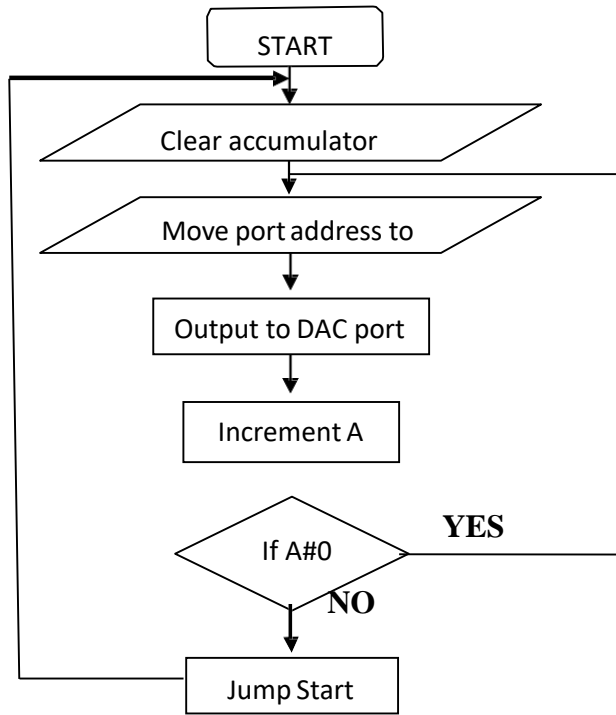 START
Clear accumulator
Move port address to
Output to DAC port
Increment A
If A#0
YES
NO
Jump Start